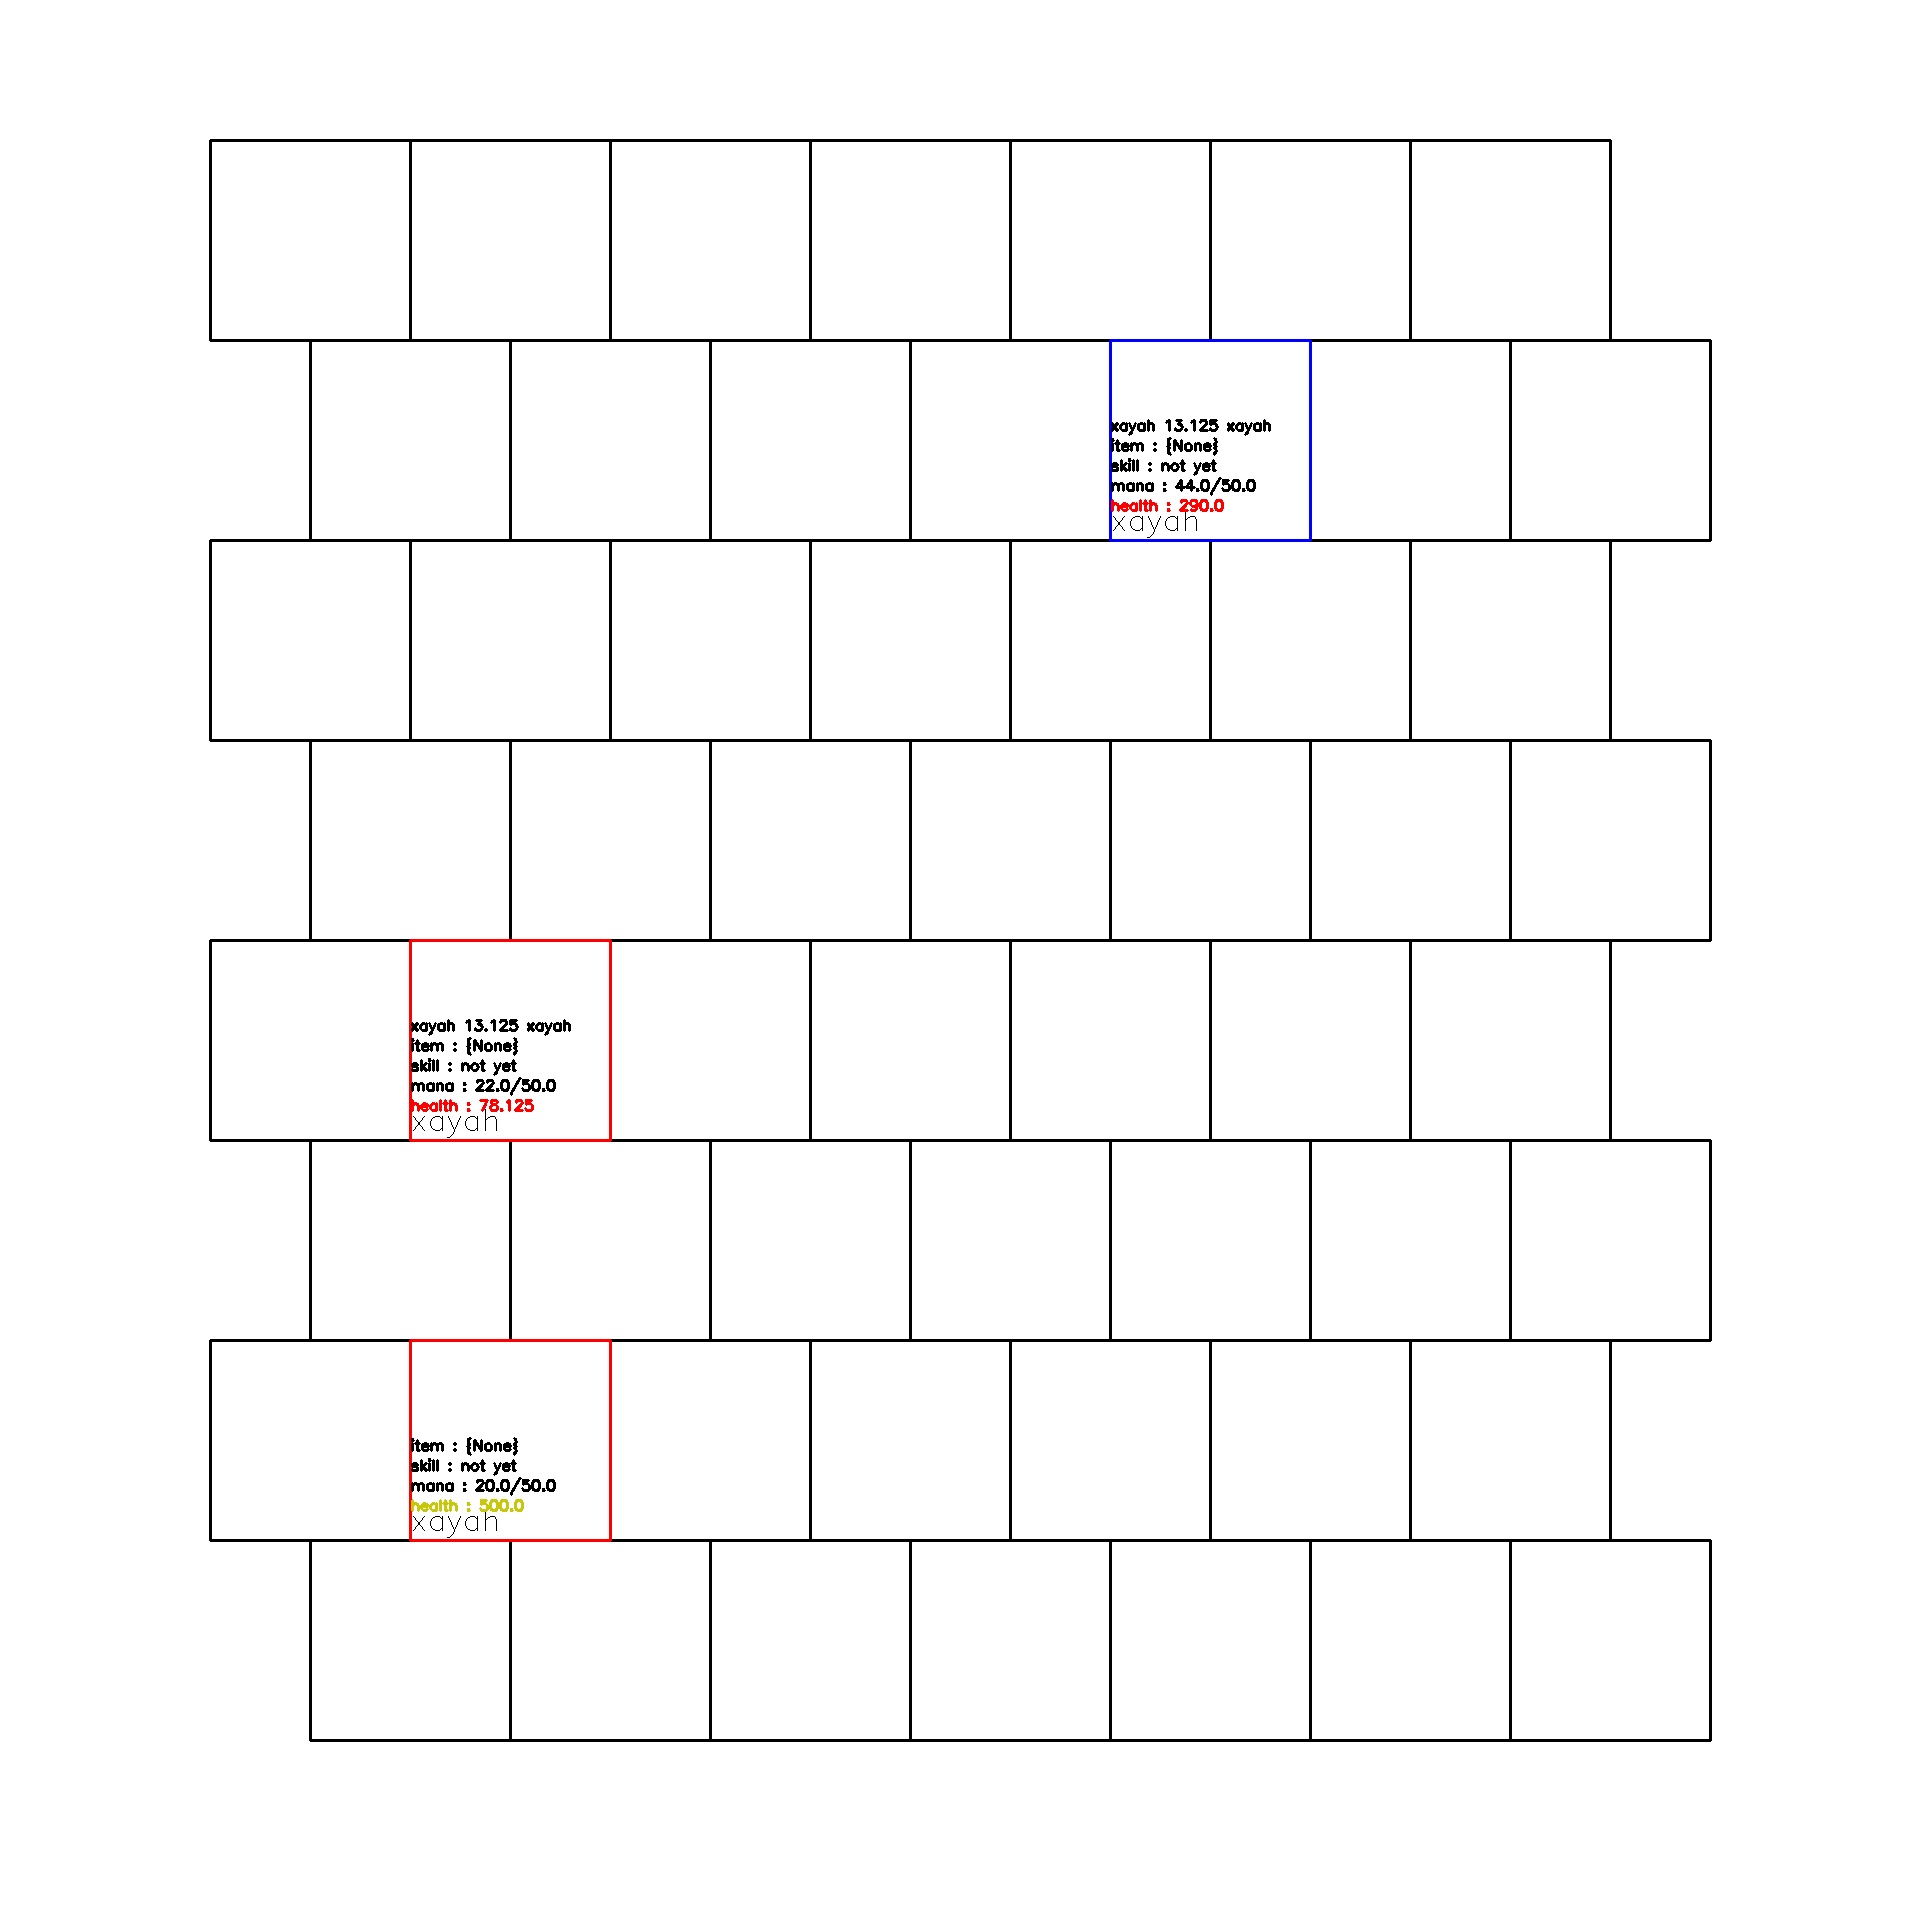 xayah 13.125 xayah
item : {None}
skill : not yet
mana : 44.0/50.0
health : 290.0
xayah
xayah 13.125 xayah
item : {None}
skill : not yet
mana : 22.0/50.0
health : 78.125
xayah
item : {None}
skill : not yet
mana : 20.0/50.0
health : 500.0
xayah